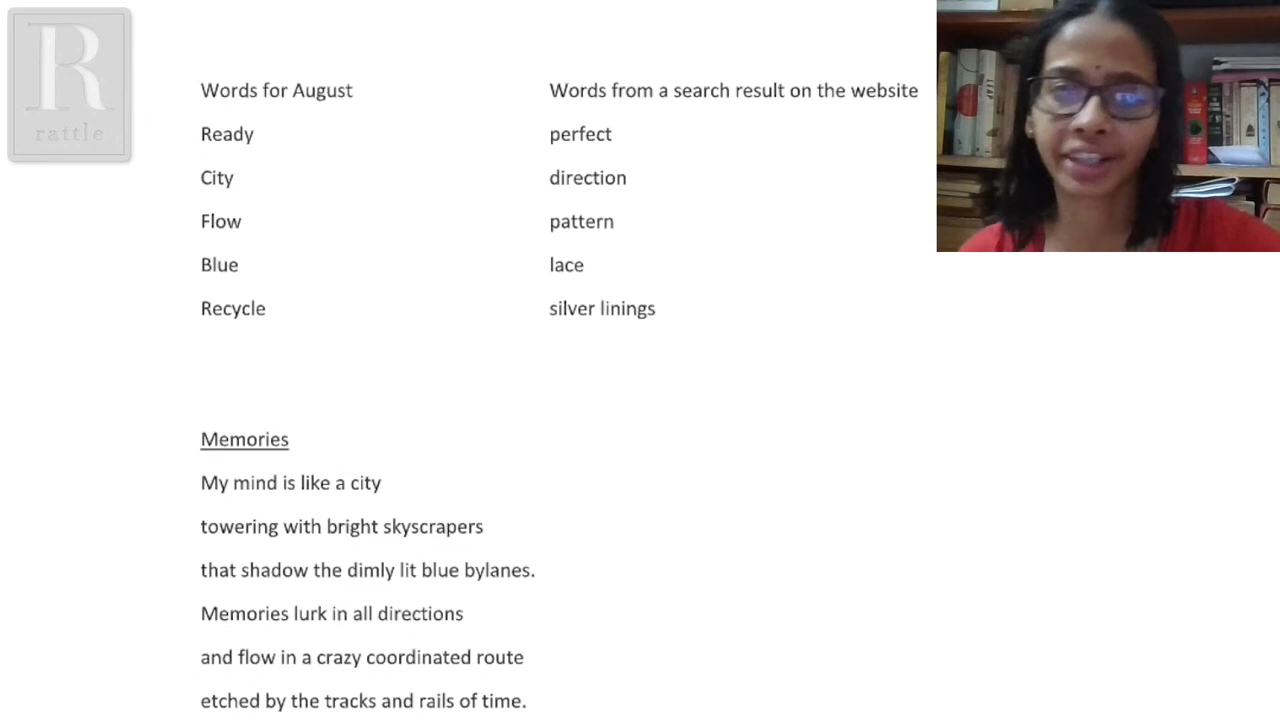 R
rattle
Words for August
Words from a search result on the website
Ready
perfect
City
direction
Flow
pattern
Blue
lace
Recycle
silver linings
Memories
My mind is like a city
towering with bright skyscrapers
that shadow the dimly lit blue bylanes.
Memories lurk in all directions
and flow in a crazy coordinated route
etched by the tracks and rails of time.